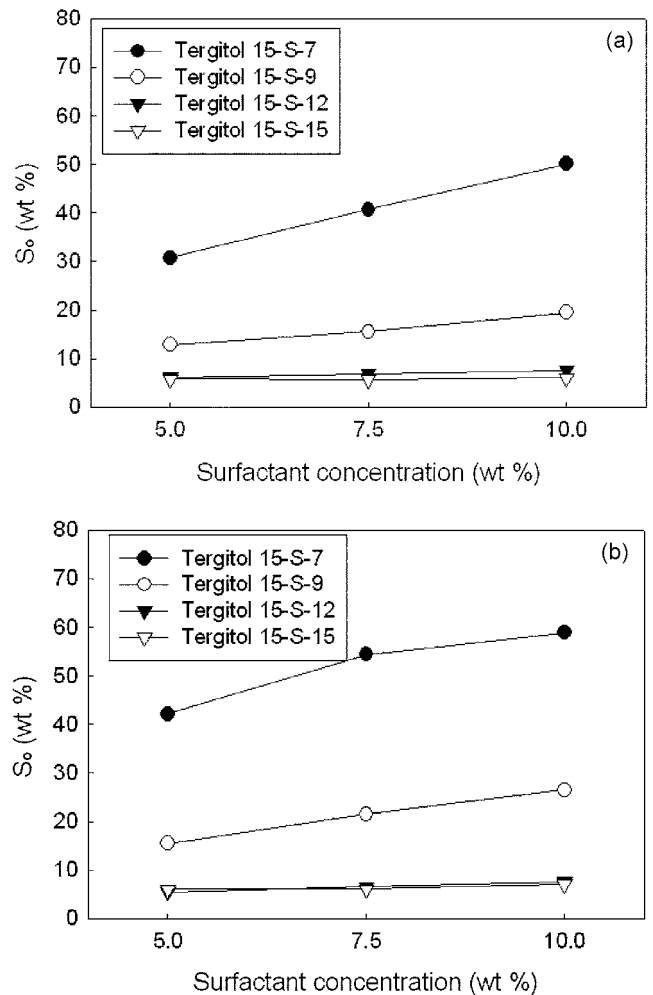 (a)
Tergitol 15-S-7
Tergitol 15-S-9
Tergitol 15-S-12
Tergitol 15-S-15
80
70
60
50
40
30
20
10
0
Sₒ (wt %)
5.0 7.5 10.0
Surfactant concentration (wt %)
(b)
Tergitol 15-S-7
Tergitol 15-S-9
Tergitol 15-S-12
Tergitol 15-S-15
80
70
60
50
40
30
20
10
0
Sₒ (wt %)
5.0 7.5 10.0
Surfactant concentration (wt %)